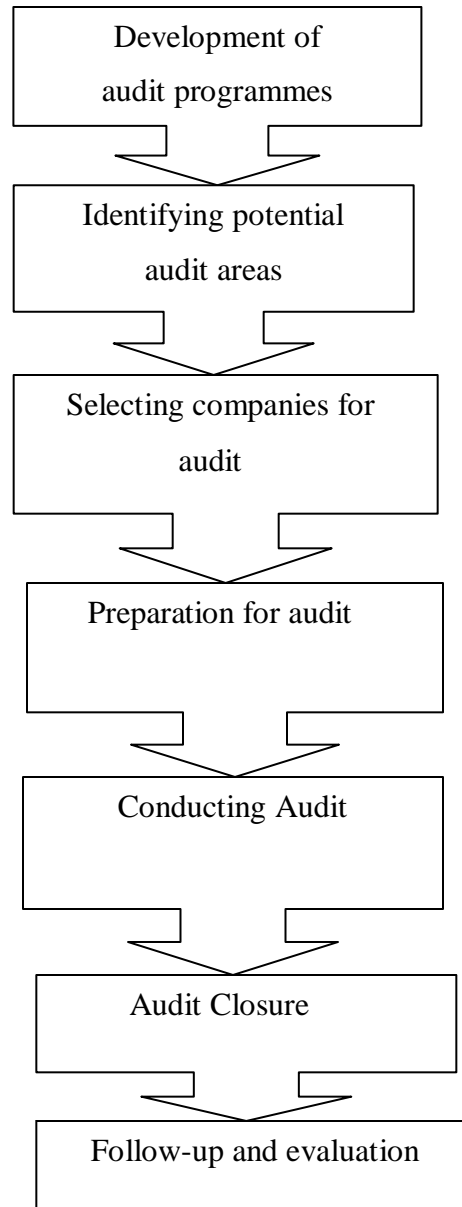 Development of
audit programmes
Identifying potential
audit areas
Selecting companies for
audit
Preparation for audit
Conducting Audit
Audit Closure
Follow-up and evaluation